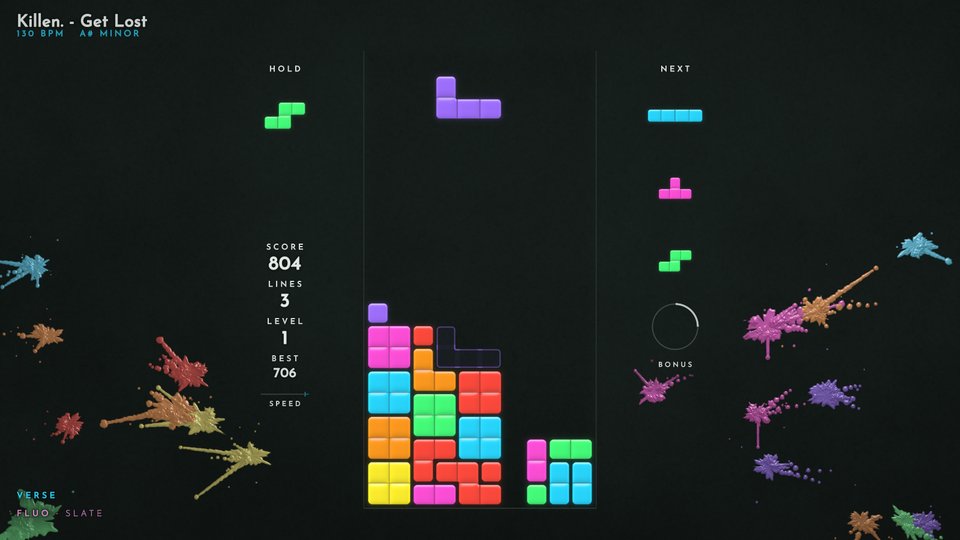 Killen. - Get Lost
130 BPM A# MINOR
HOLD
NEXT
SCORE
804
LINES
3
LEVEL
1
BEST
706
SPEED
BONUS
VERSE
FLUO · SLATE